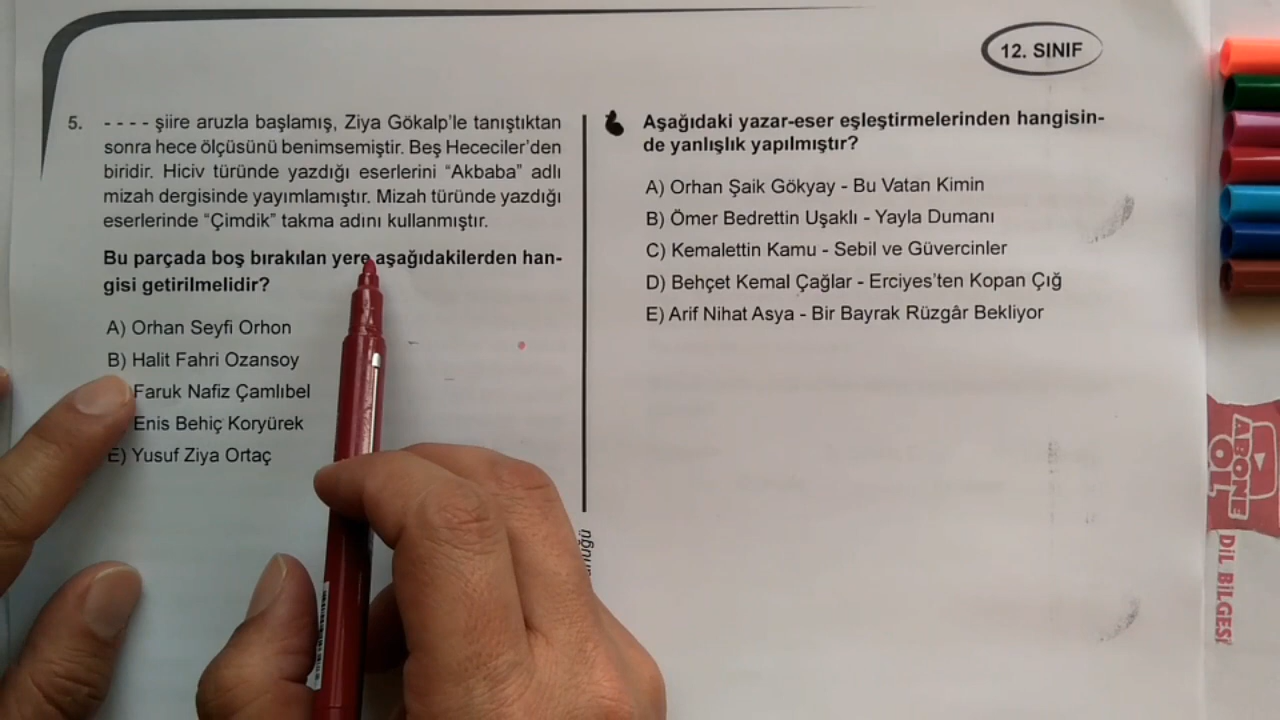 12. SINIF
5. - - - - şiire aruzla başlamış, Ziya Gökalp'le tanıştıktan
sonra hece ölçüsünü benimsemiştir. Beş Hececiler'den
biridir. Hiciv türünde yazdığı eserlerini “Akbaba” adlı
mizah dergisinde yayımlamıştır. Mizah türünde yazdığı
eserlerinde “Çimdik” takma adını kullanmıştır.
Bu parçada boş bırakılan yere aşağıdakilerden han-
gisi getirilmelidir?
A) Orhan Seyfi Orhon
B) Halit Fahri Ozansoy
Faruk Nafiz Çamlıbel
Enis Behiç Koryürek
E) Yusuf Ziya Ortaç
Aşağıdaki yazar-eser eşleştirmelerinden hangisin-
de yanlışlık yapılmıştır?
A) Orhan Şaik Gökyay - Bu Vatan Kimin
B) Ömer Bedrettin Uşaklı - Yayla Dumanı
C) Kemalettin Kamu - Sebil ve Güvercinler
D) Behçet Kemal Çağlar - Erciyes'ten Kopan Çığ
E) Arif Nihat Asya - Bir Bayrak Rüzgâr Bekliyor
ABONE
OL
DİL BİLGESİ